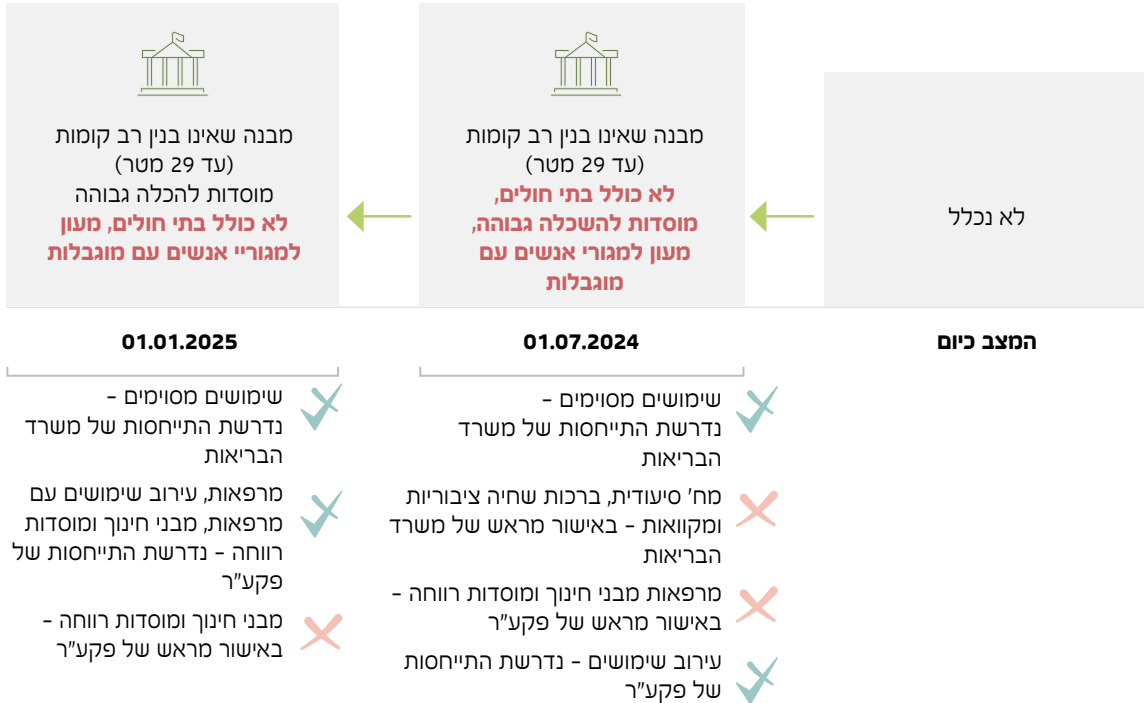 לא נכלל
המצב כיום
מבנה שאינו בנין רב קומות
(עד 29 מטר)
לא כולל בתי חולים,
מוסדות להשכלה גבוהה,
מעון למגורי אנשים עם
מוגבלות
01.07.2024
שימושים מסוימים –
נדרשת התייחסות של משרד
הבריאות
מח' סיעודית, ברכות שחיה ציבוריות
ומקוואות – באישור מראש של משרד
הבריאות
מרפאות מבני חינוך ומוסדות רווחה –
באישור מראש של פקע"ר
עירוב שימושים – נדרשת התייחסות
של פקע"ר
מבנה שאינו בנין רב קומות
(עד 29 מטר)
מוסדות להכלה גבוהה
לא כולל בתי חולים, מעון
למגוריי אנשים עם מוגבלות
01.01.2025
שימושים מסוימים –
נדרשת התייחסות של משרד
הבריאות
מרפאות, עירוב שימושים עם
מרפאות, מבני חינוך ומוסדות
רווחה – נדרשת התייחסות של
פקע"ר
מבני חינוך ומוסדות רווחה –
באישור מראש של פקע"ר